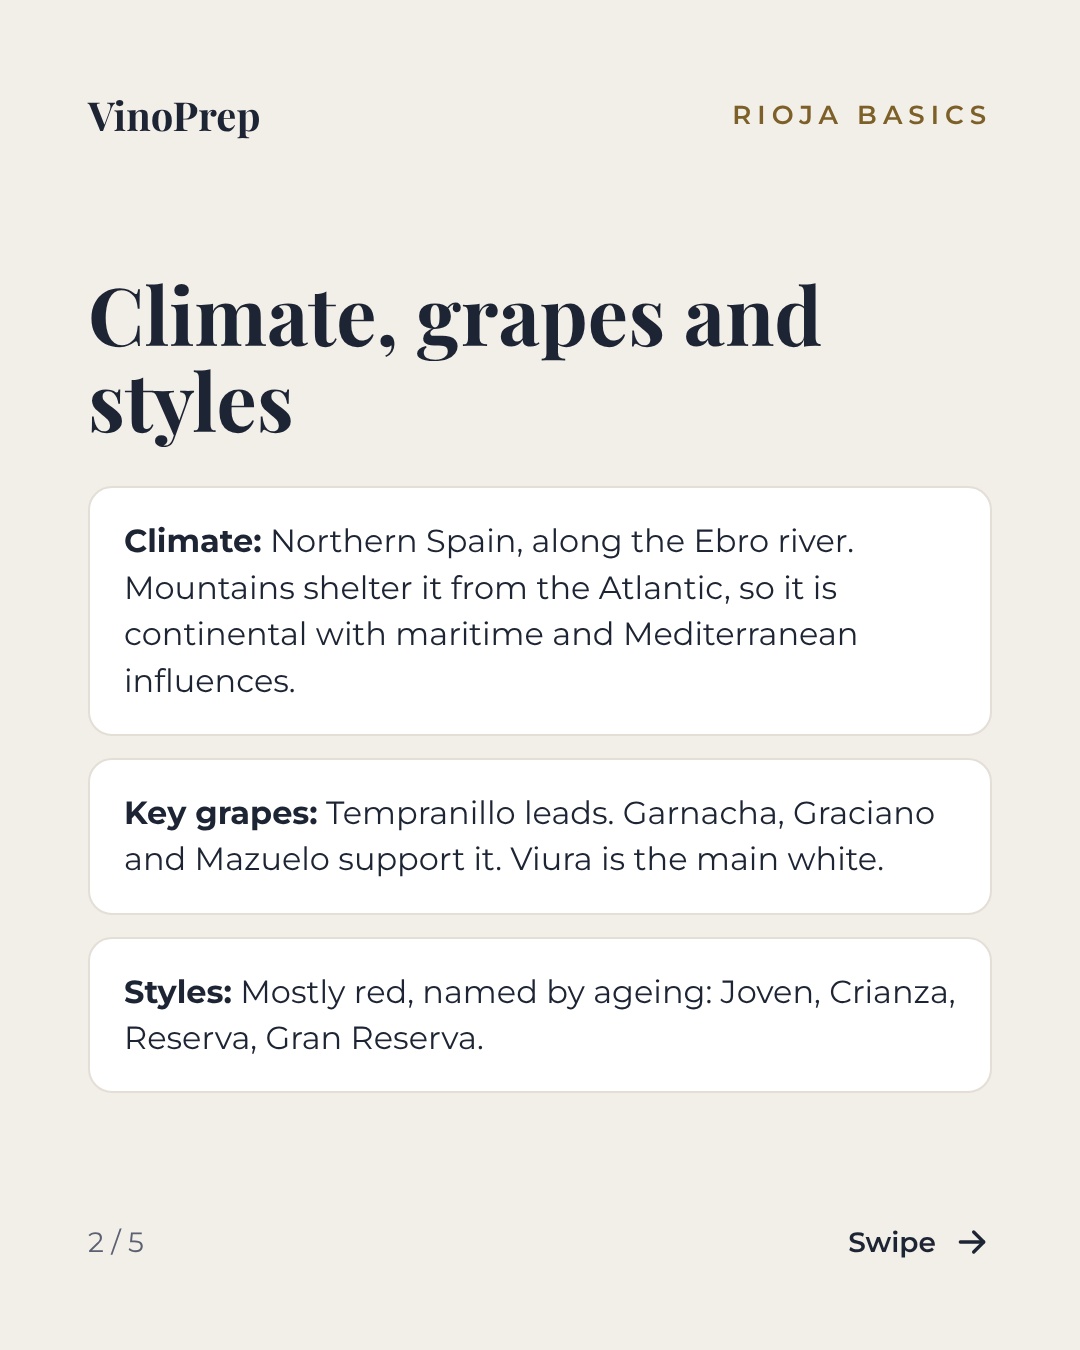 VinoPrep
RIOJA BASICS
Climate, grapes and
styles
Climate: Northern Spain, along the Ebro river.
Mountains shelter it from the Atlantic, so it is
continental with maritime and Mediterranean
influences.
Key grapes: Tempranillo leads. Garnacha, Graciano
and Mazuelo support it. Viura is the main white.
Styles: Mostly red, named by ageing: Joven, Crianza,
Reserva, Gran Reserva.
2 / 5
Swipe →